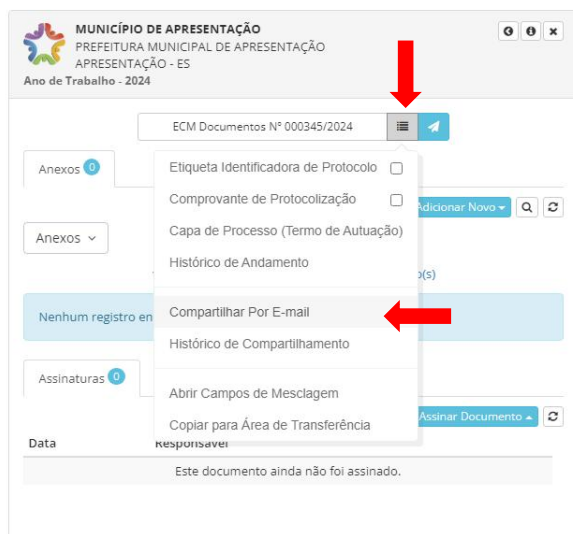 MUNICÍPIO DE APRESENTAÇÃO
PREFEITURA MUNICIPAL DE APRESENTAÇÃO
APRESENTAÇÃO - ES
Ano de Trabalho - 2024
ECM Documentos Nº 000345/2024
Anexos 0
Etiqueta Identificadora de Protocolo
Comprovante de Protocolização
Adicionar Novo
Anexos
Capa de Processo (Termo de Autuação)
Histórico de Andamento
o(s)
Nenhum registro en
Compartilhar Por E-mail
Histórico de Compartilhamento
Assinaturas 0
Abrir Campos de Mesclagem
Copiar para Área de Transferência
Assinar Documento
Data
Responsável
Este documento ainda não foi assinado.